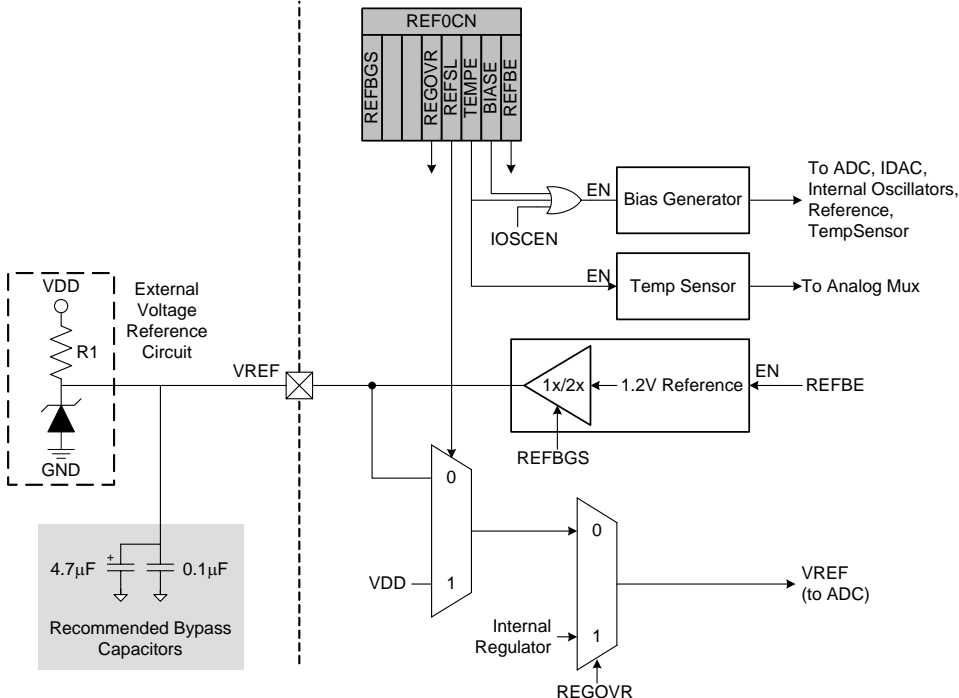 REF0CN
REFBGS
REGOVR
REFSL
TEMPE
BIASE
REFBE
EN
Bias Generator
To ADC, IDAC,
Internal Oscillators,
Reference,
TempSensor
IOSCEN
EN
Temp Sensor
To Analog Mux
VDD
R1
GND
External
Voltage
Reference
Circuit
VREF
1x/2x
1.2V Reference
EN
REFBE
REFBGS
0
VDD
1
0
Internal
Regulator
1
REGOVR
VREF
(to ADC)
4.7µF
+
0.1µF
Recommended Bypass
Capacitors